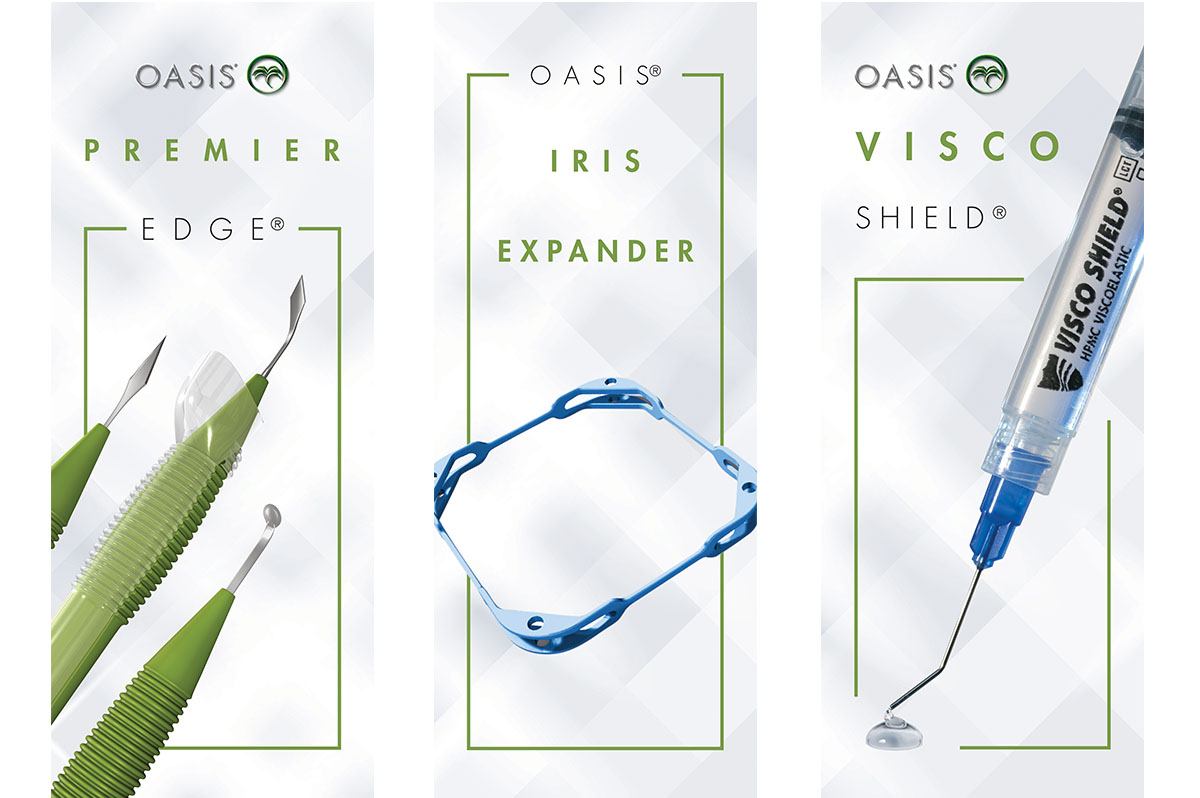 OASIS®
PREMIER
EDGE®
OASIS®
IRIS
EXPANDER
OASIS®
VISCO
SHIELD®
VISCO SHIELD®
HPMC VISCOELASTIC
LOT